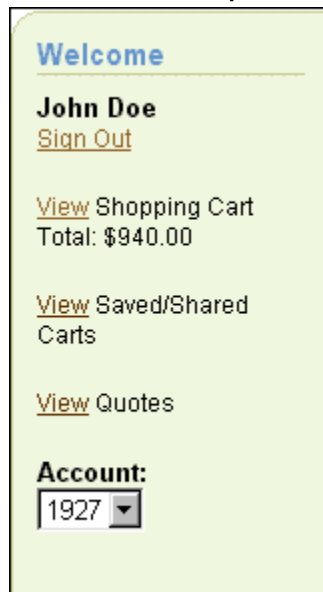 Welcome
John Doe
Sign Out
View Shopping Cart
Total: $940.00
View Saved/Shared
Carts
View Quotes
Account:
1927